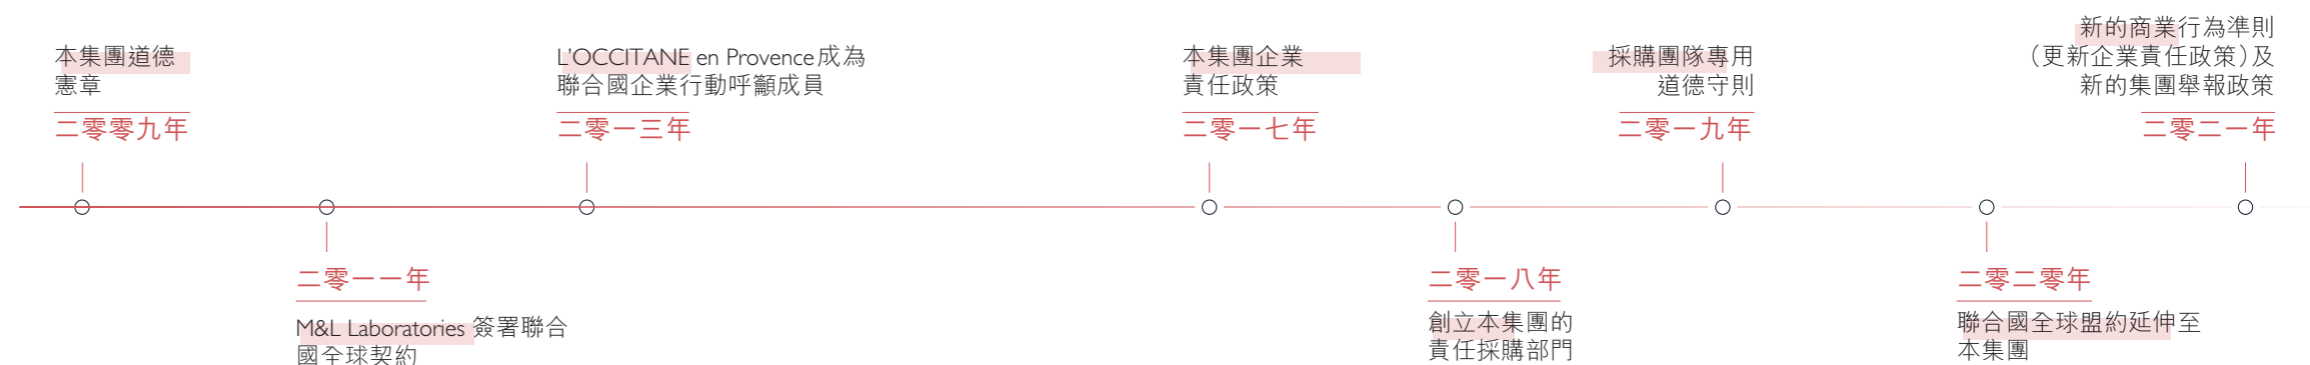 本集團道德
憲章
二零零九年
二零一一年
M&L Laboratories 簽署聯合
國全球契約
L'OCCITANE en Provence成為
聯合國企業行動呼籲成員
二零一三年
本集團企業
責任政策
二零一七年
二零一八年
創立本集團的
責任採購部門
採購團隊專用
道德守則
二零一九年
二零二零年
聯合國全球盟約延伸至
本集團
新的商業行為準則
（更新企業責任政策）及
新的集團舉報政策
二零二一年